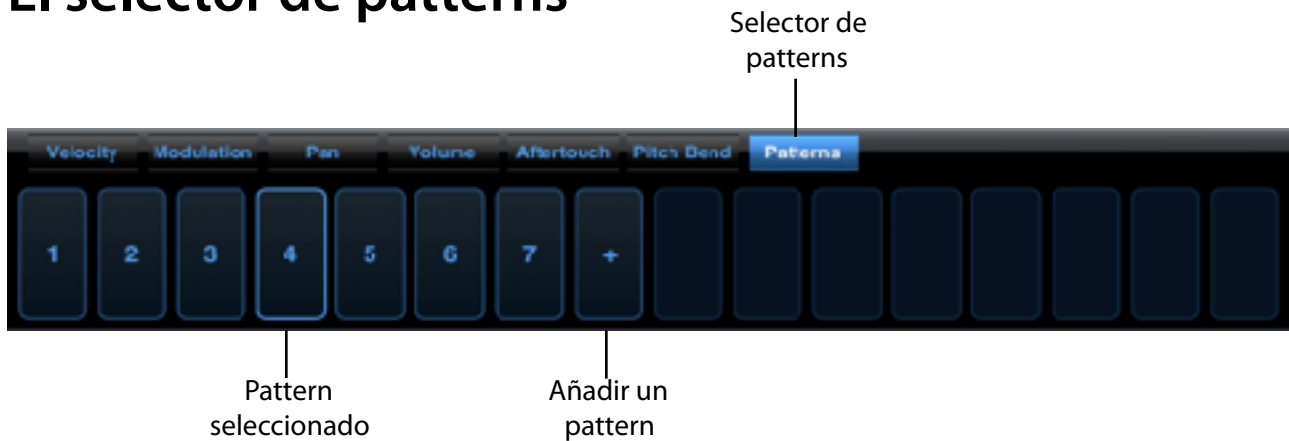 El selector de patterns
Selector de
patterns
Velocity Modulation Pan Volume Aftertouch Pitch Bend Patterns
1 2 3 4 5 6 7 +
Pattern
seleccionado
Añadir un
pattern